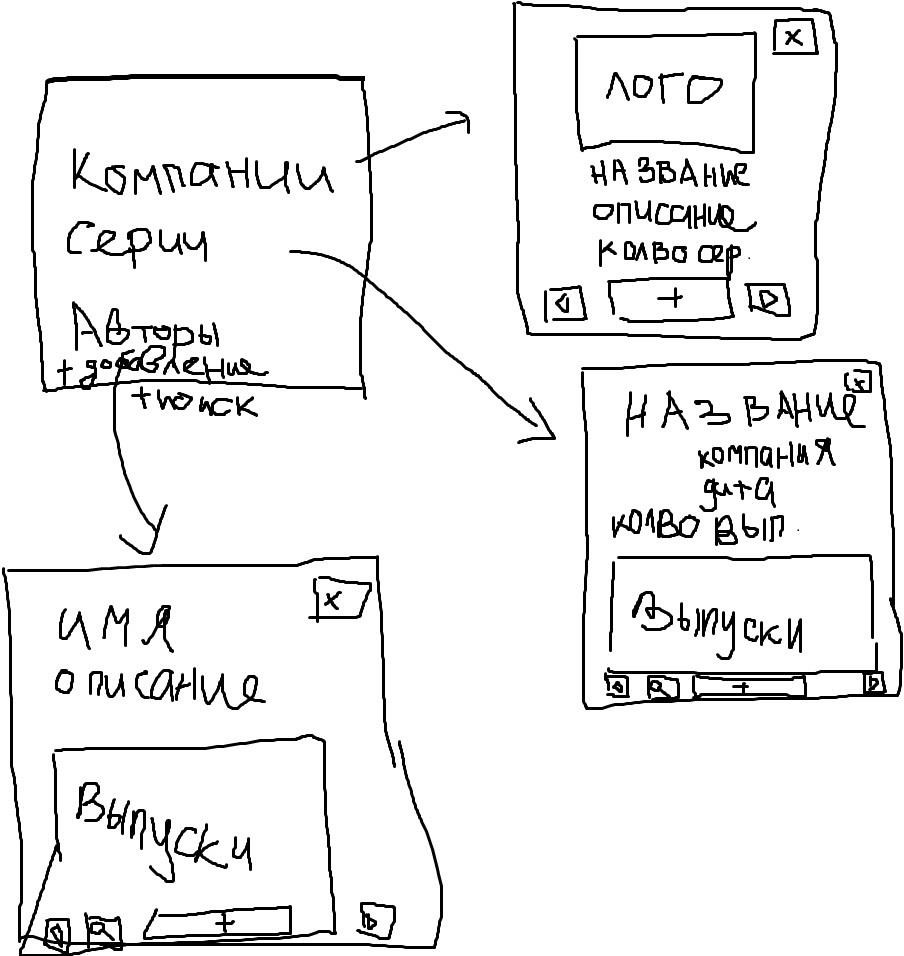 Компании
Серии
Авторы
+ добавление
+ поиск
x
ЛОГО
НАЗВАНИЕ
ОПИСАНИЕ
КОЛВО СЕР.
+
x
НАЗВАНИЕ
КОМПАНИЯ
ДАТА
КОЛВО ВЫП.
Выпуски
+
x
ИМЯ
ОПИСАНИЕ
Выпуски
+